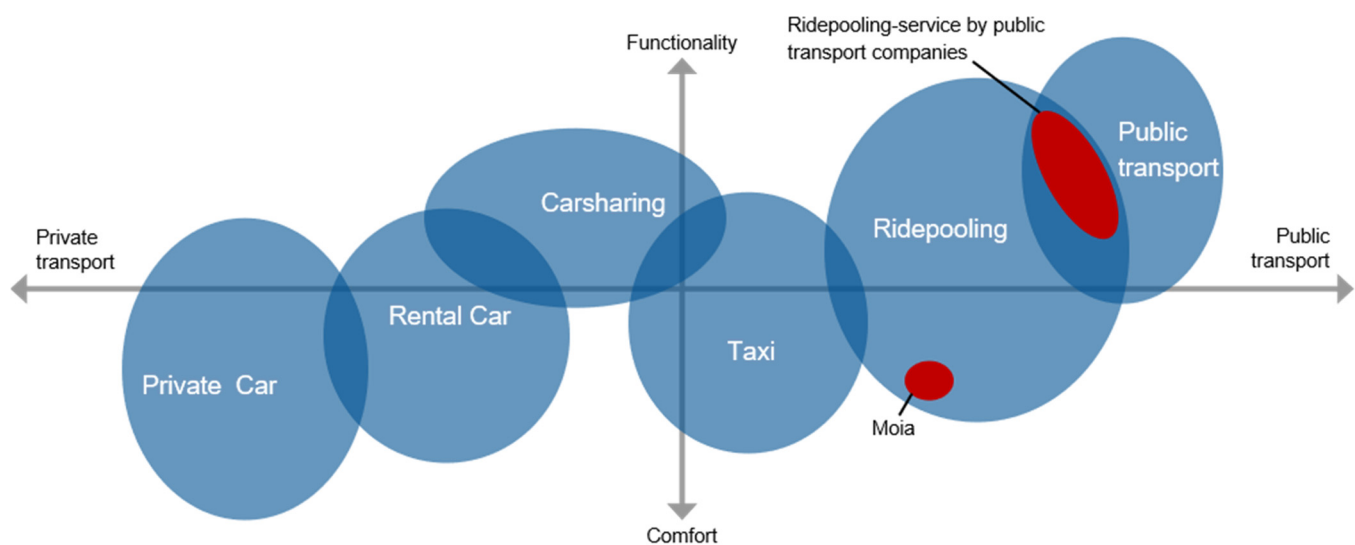 Ridepooling-service by public
transport companies
Functionality
Public
transport
Carsharing
Ridepooling
Private
transport
Public
transport
Rental Car
Taxi
Private  Car
Moia
Comfort